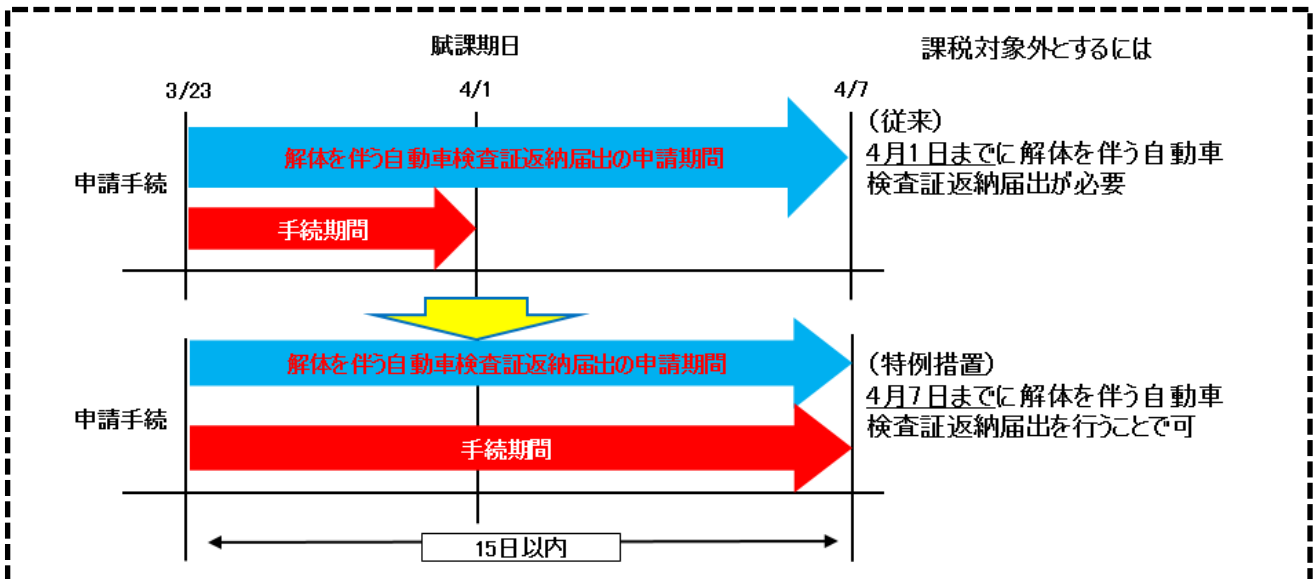 賦課期日
課税対象外とするには
3/23
4/1
4/7
申請手続
解体を伴う自動車検査証返納届出の申請期間
手続期間
(従来)
4月1日までに解体を伴う自動車
検査証返納届出が必要
申請手続
解体を伴う自動車検査証返納届出の申請期間
手続期間
(特例措置)
4月7日までに解体を伴う自動車
検査証返納届出を行うことで可
15日以内